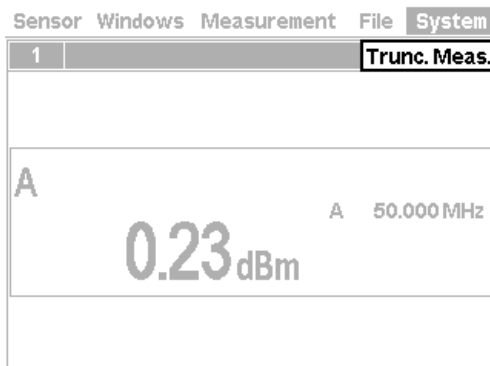 Sensor Windows Measurement File System
1 Trunc. Meas.
A
A 50.000 MHz
0.23 dBm